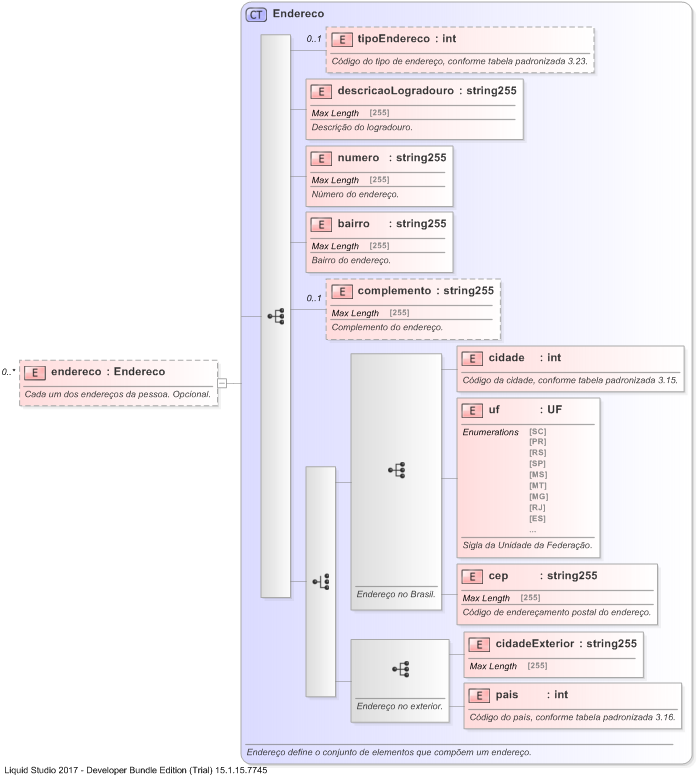 CT Endereco
0..1
E tipoEndereco : int
Código do tipo de endereço, conforme tabela padronizada 3.23.
E descricaoLogradouro : string255
Max Length [255]
Descrição do logradouro.
E numero : string255
Max Length [255]
Número do endereço.
E bairro : string255
Max Length [255]
Bairro do endereço.
0..1
E complemento : string255
Max Length [255]
Complemento do endereço.
0..*
E endereco : Endereco
Cada um dos endereços da pessoa. Opcional.
E cidade : int
Código da cidade, conforme tabela padronizada 3.15.
E uf : UF
Enumerations [SC]
[PR]
[RS]
[SP]
[MS]
[MT]
[MG]
[RJ]
[ES]
...
Sigla da Unidade da Federação.
E cep : string255
Max Length [255]
Código de endereçamento postal do endereço.
Endereço no Brasil.
E cidadeExterior : string255
Max Length [255]
E pais : int
Código do país, conforme tabela padronizada 3.16.
Endereço no exterior.
Endereço define o conjunto de elementos que compõem um endereço.
Liquid Studio 2017 - Developer Bundle Edition (Trial) 15.1.15.7745